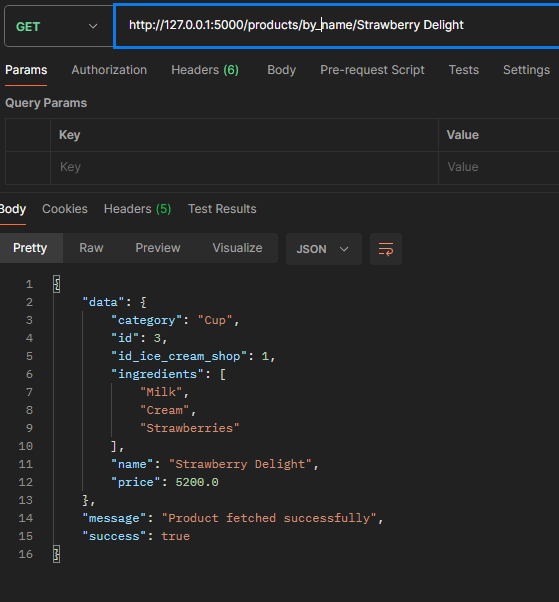 GET http://127.0.0.1:5000/products/by_name/Strawberry Delight
Params Authorization Headers (6) Body Pre-request Script Tests Settings
Query Params
Key Value
Key Value
Body Cookies Headers (5) Test Results
Pretty Raw Preview Visualize JSON
1 {
2 "data": {
3 "category": "Cup",
4 "id": 3,
5 "id_ice_cream_shop": 1,
6 "ingredients": [
7 "Milk",
8 "Cream",
9 "Strawberries"
10 ],
11 "name": "Strawberry Delight",
12 "price": 5200.0
13 },
14 "message": "Product fetched successfully",
15 "success": true
16 }